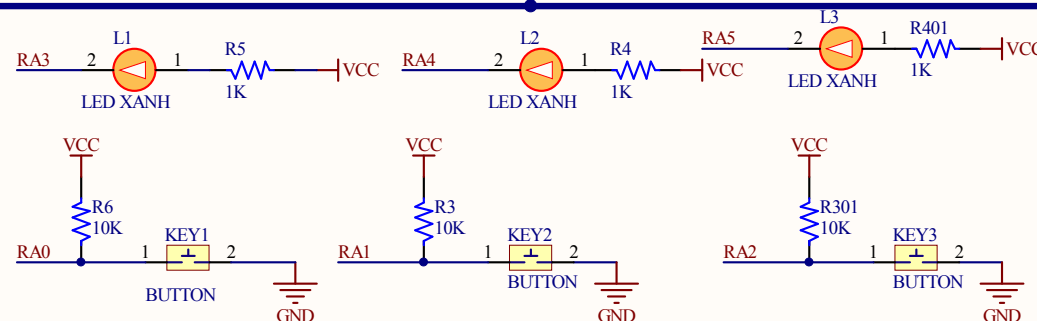 L1
R5
RA3
2
1
VCC
LED XANH
1K
L2
R4
RA4
2
1
VCC
LED XANH
1K
L3
R401
RA5
2
1
VCC
LED XANH
1K
VCC
R6
10K
KEY1
RA0
1
2
BUTTON
GND
VCC
R3
10K
KEY2
RA1
1
2
BUTTON
GND
VCC
R301
10K
KEY3
RA2
1
2
BUTTON
GND